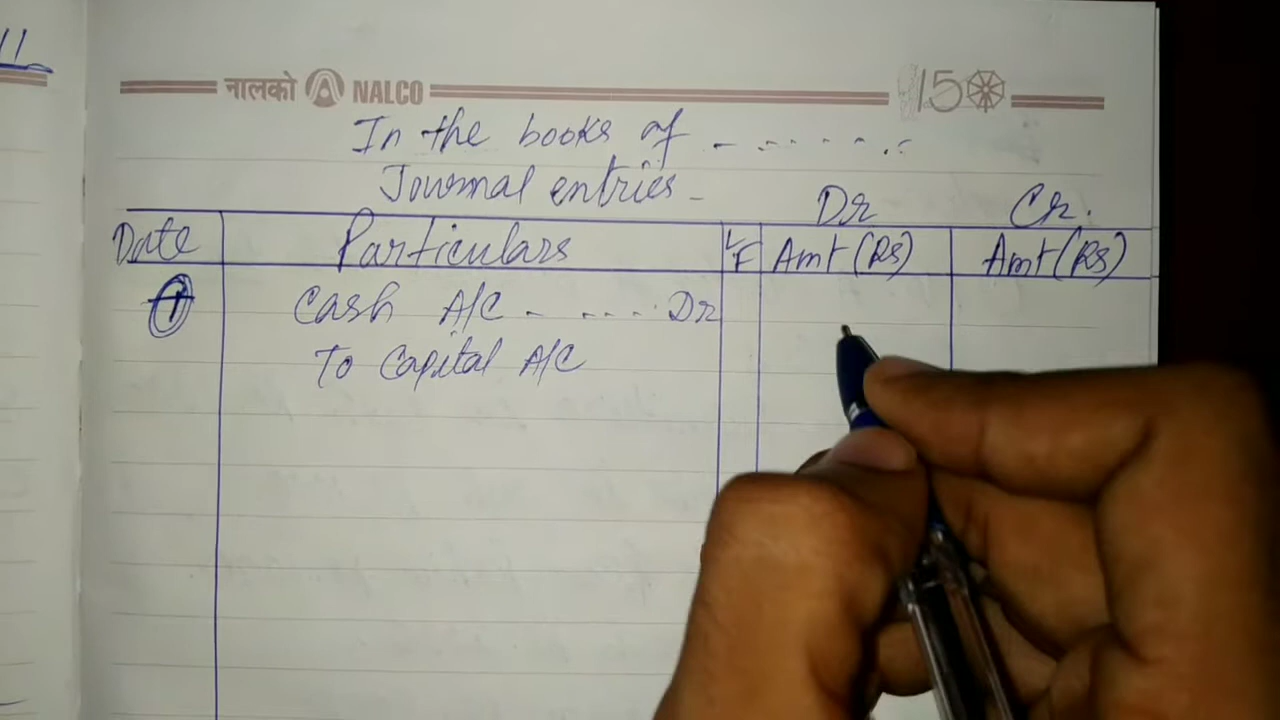 11
नालको NALCO 150
In the books of - - - - - - -
Journal entries -
Dr Cr.
Date Particulars L/F Amt (Rs) Amt (Rs)
1 Cash A/C - .... Dr
To Capital A/C